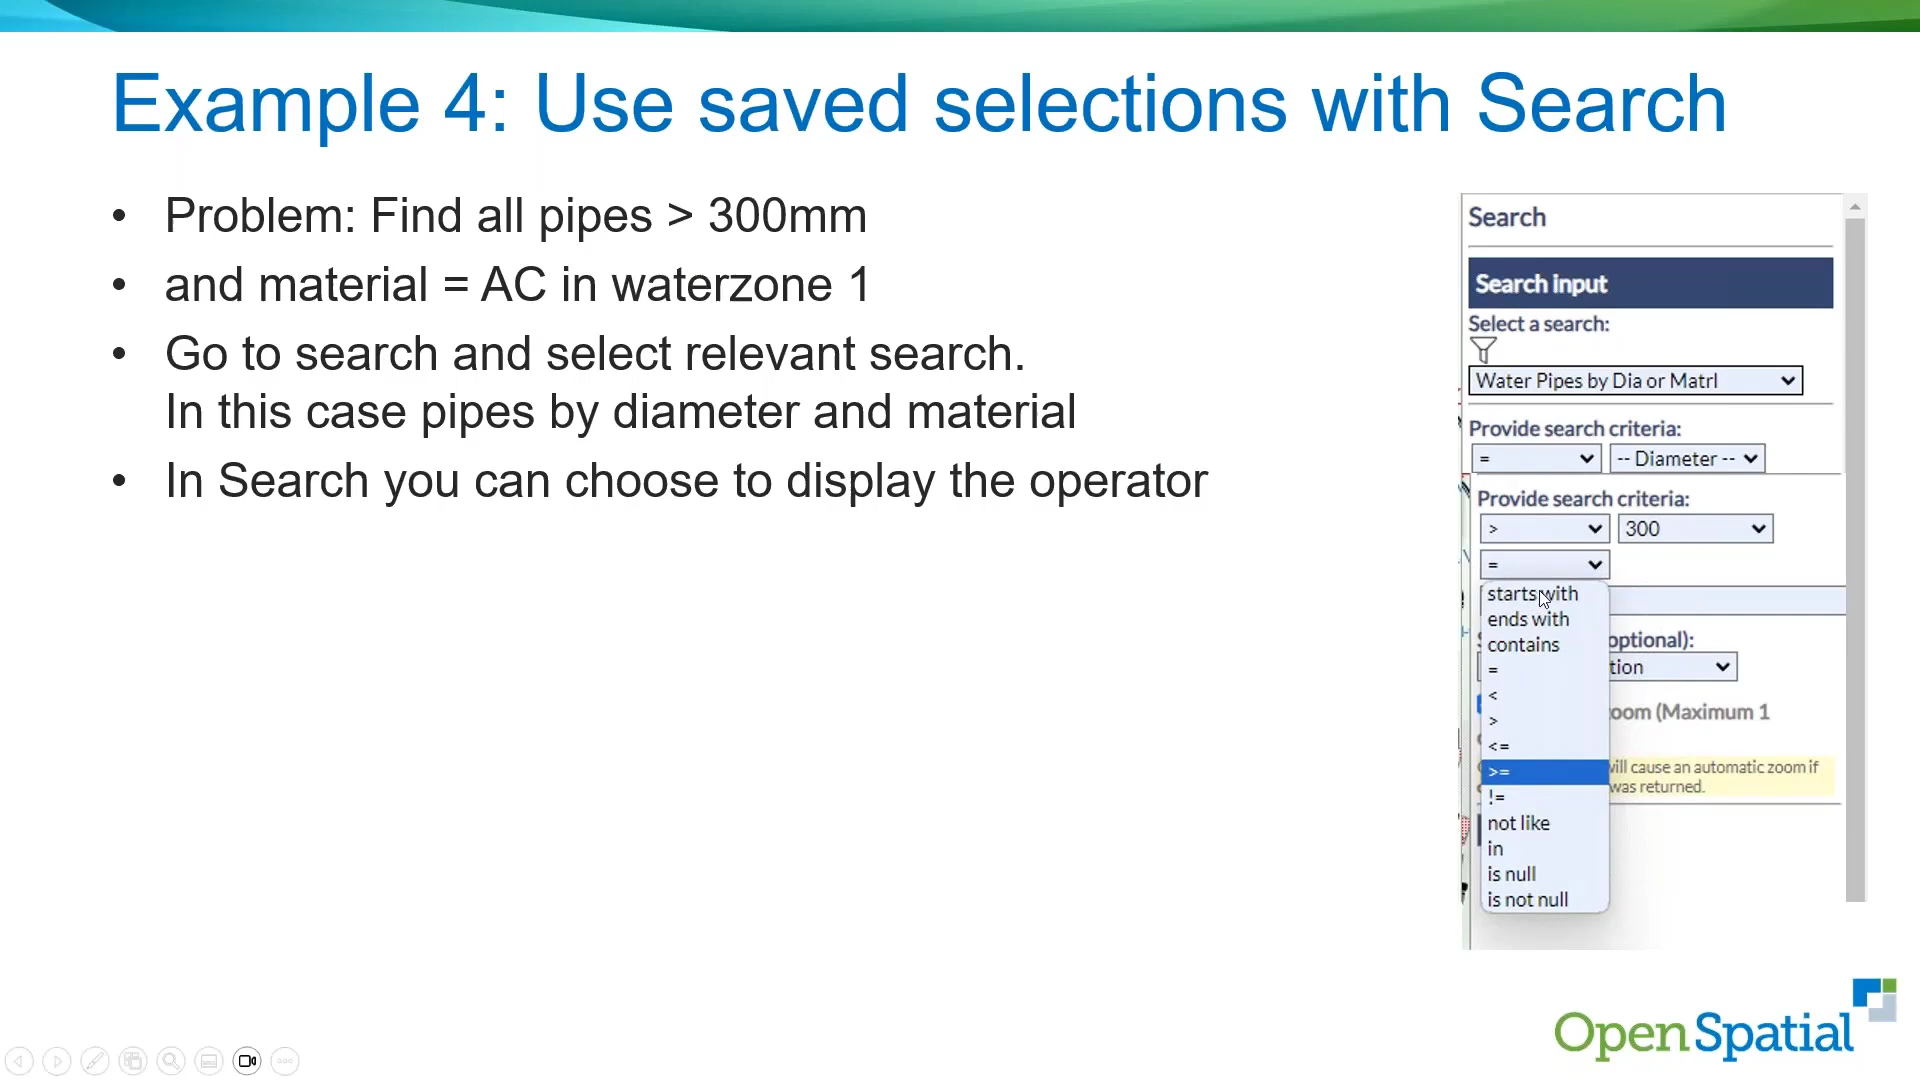 Example 4: Use saved selections with Search
• Problem: Find all pipes > 300mm
• and material = AC in waterzone 1
• Go to search and select relevant search.
In this case pipes by diameter and material
• In Search you can choose to display the operator
Search
Search input
Select a search:
Water Pipes by Dia or Matrl
Provide search criteria:
= -- Diameter --
Provide search criteria:
> 300
=
starts with
ends with
contains
=
<
>
<=
>=
!=
not like
in
is null
is not null
optional):
tion
oom (Maximum 1
will cause an automatic zoom if
was returned.
Open Spatial